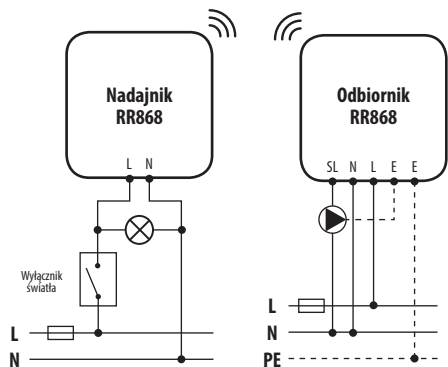 Nadajnik
RR868
L N
Wyłącznik
światła
L
N
Odbiornik
RR868
SL N L E E
L
N
PE